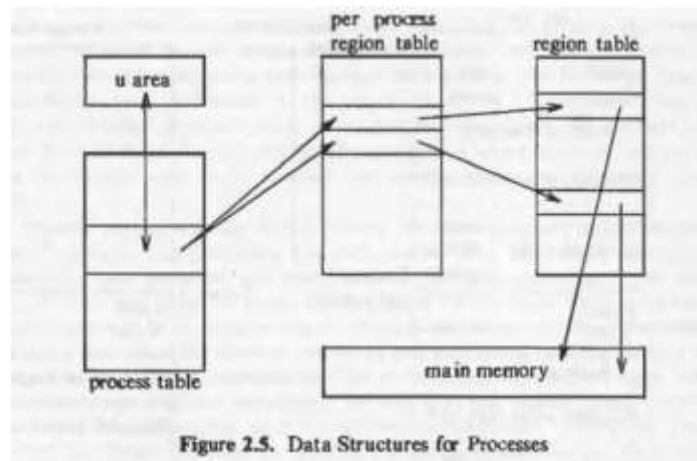 per process
region table
region table
u area
process table
main memory
Figure 2.5. Data Structures for Processes